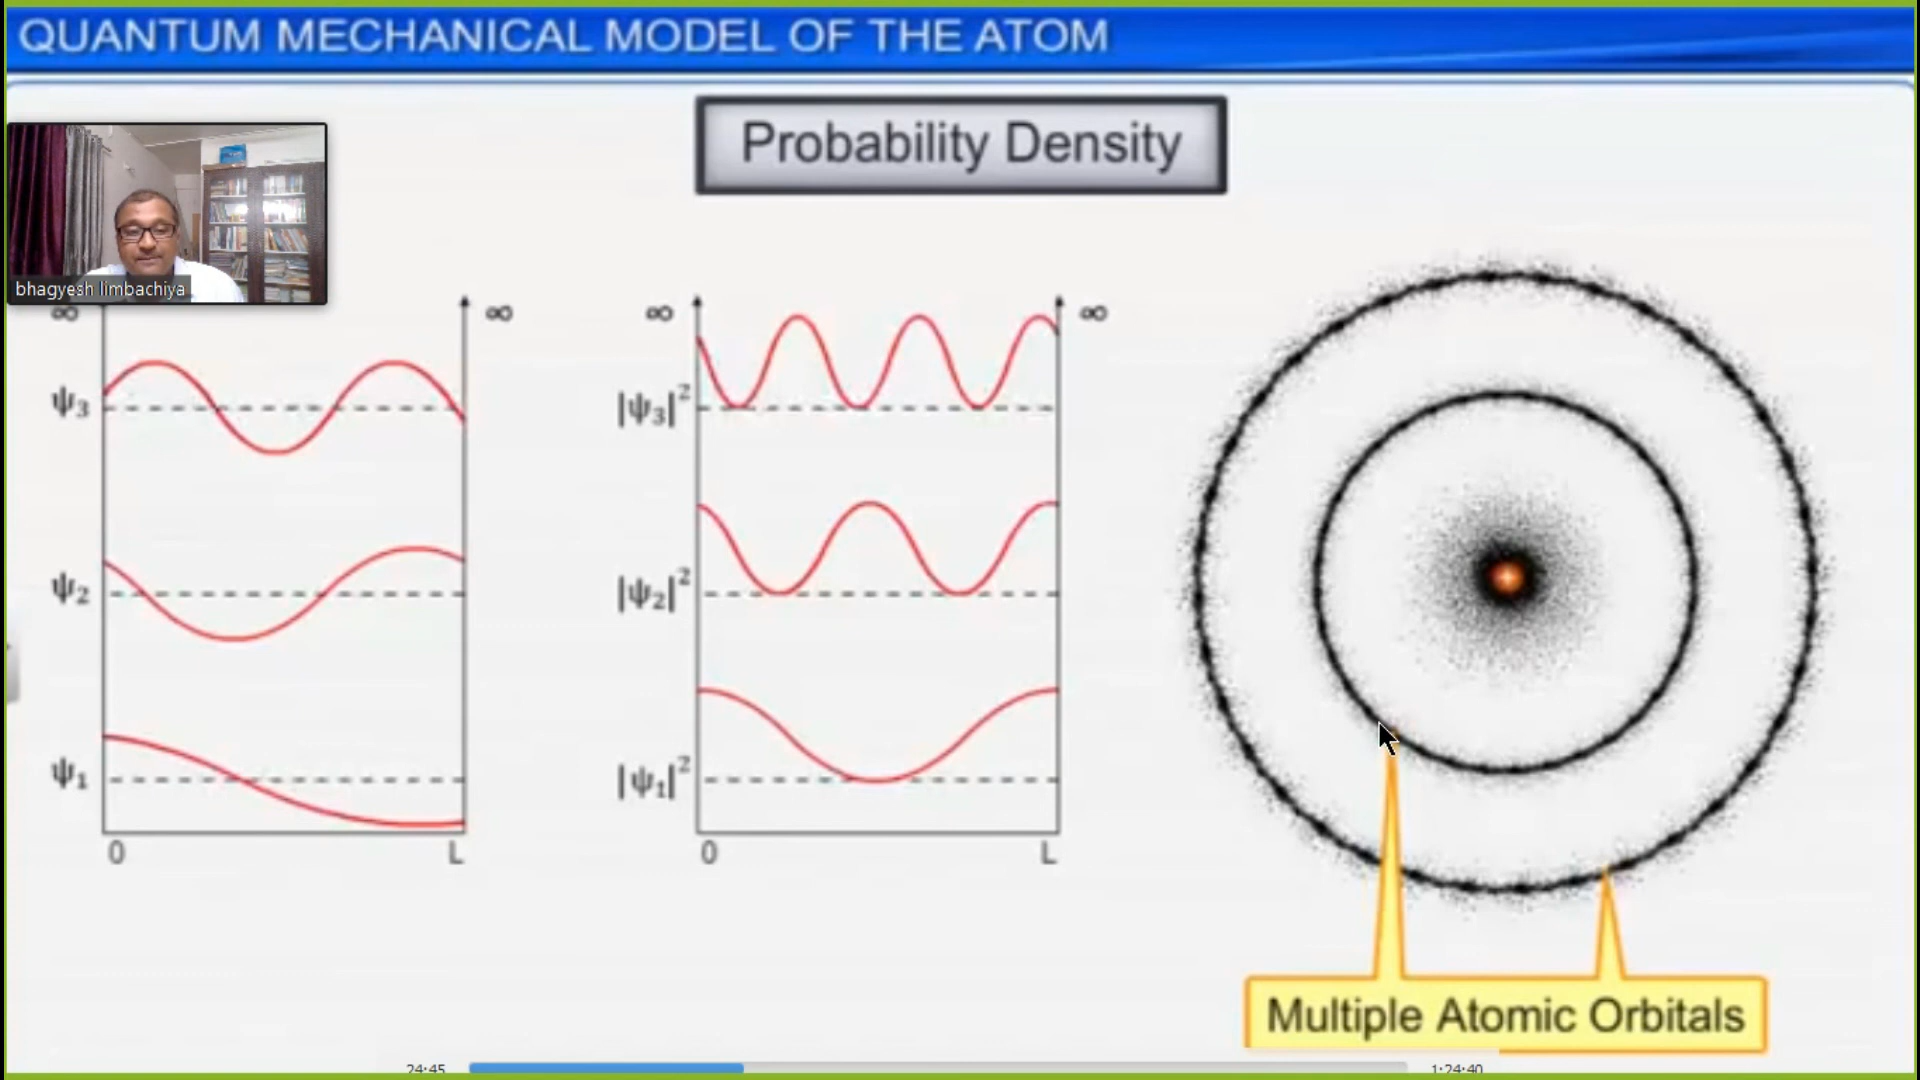 QUANTUM MECHANICAL MODEL OF THE ATOM
Probability Density
bhagyesh limbachiya
∞ ∞ ∞ ∞
ψ3 |ψ3|²
ψ2 |ψ2|²
ψ1 |ψ1|²
0 L 0 L
Multiple Atomic Orbitals
24:45 1:24:40